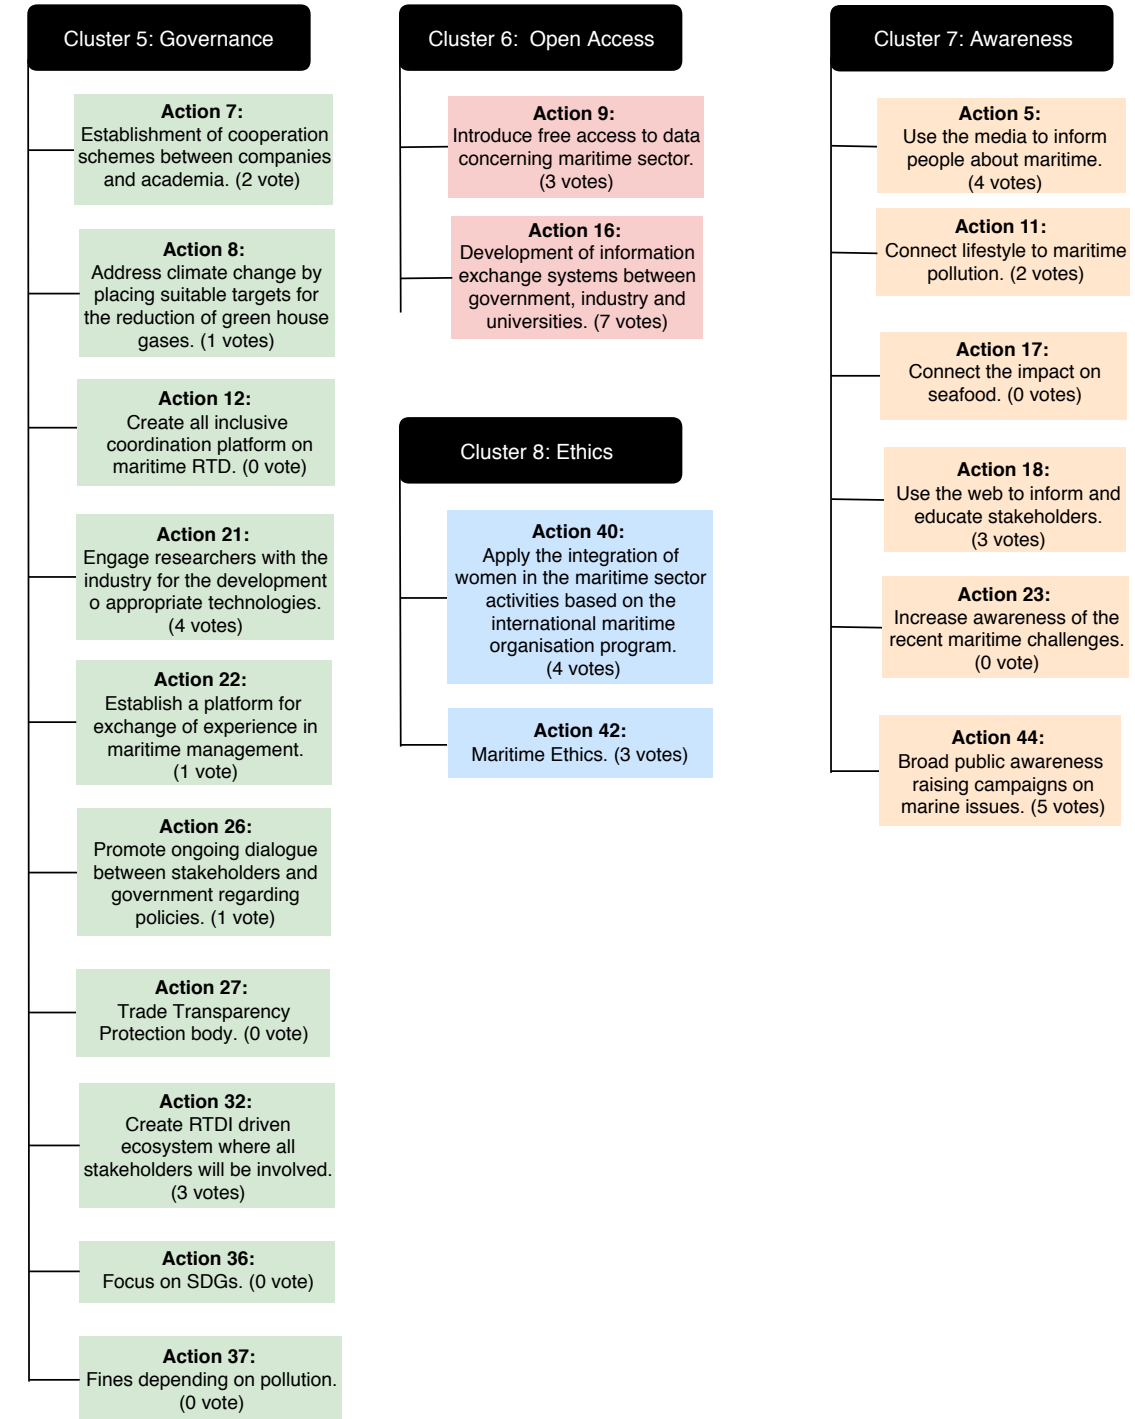 Cluster 5: Governance
Action 7:
Establishment of cooperation
schemes between companies
and academia. (2 vote)
Action 8:
Address climate change by
placing suitable targets for
the reduction of green house
gases. (1 votes)
Action 12:
Create all inclusive
coordination platform on
maritime RTD. (0 vote)
Action 21:
Engage researchers with the
industry for the development
o appropriate technologies.
(4 votes)
Action 22:
Establish a platform for
exchange of experience in
maritime management.
(1 vote)
Action 26:
Promote ongoing dialogue
between stakeholders and
government regarding
policies. (1 vote)
Action 27:
Trade Transparency
Protection body. (0 vote)
Action 32:
Create RTDI driven
ecosystem where all
stakeholders will be involved.
(3 votes)
Action 36:
Focus on SDGs. (0 vote)
Action 37:
Fines depending on pollution.
(0 vote)
Cluster 6:  Open Access
Action 9:
Introduce free access to data
concerning maritime sector.
(3 votes)
Action 16:
Development of information
exchange systems between
government, industry and
universities. (7 votes)
Cluster 8: Ethics
Action 40:
Apply the integration of
women in the maritime sector
activities based on the
international maritime
organisation program.
(4 votes)
Action 42:
Maritime Ethics. (3 votes)
Cluster 7: Awareness
Action 5:
Use the media to inform
people about maritime.
(4 votes)
Action 11:
Connect lifestyle to maritime
pollution. (2 votes)
Action 17:
Connect the impact on
seafood. (0 votes)
Action 18:
Use the web to inform and
educate stakeholders.
(3 votes)
Action 23:
Increase awareness of the
recent maritime challenges.
(0 vote)
Action 44:
Broad public awareness
raising campaigns on
marine issues. (5 votes)